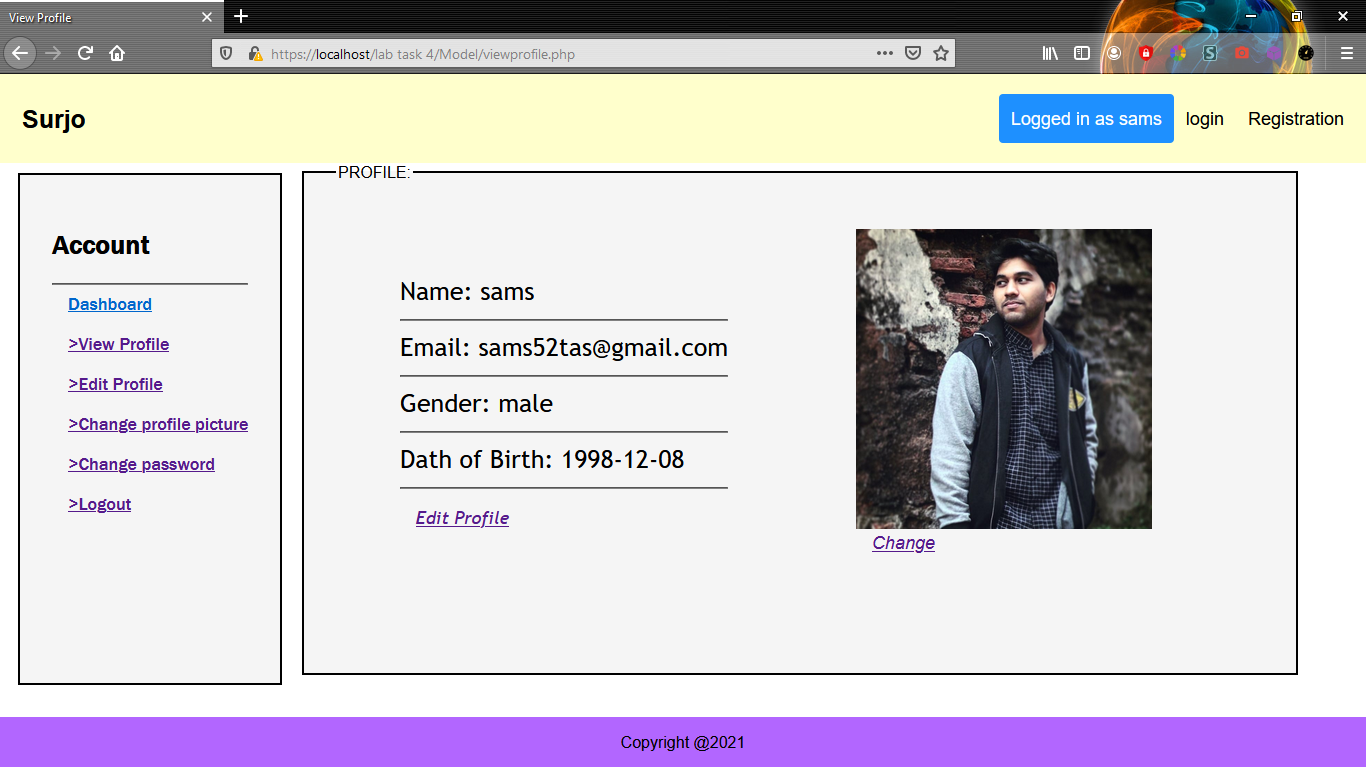 View Profile
https://localhost/lab task 4/Model/viewprofile.php
Surjo
Logged in as sams
login
Registration
Account
Dashboard
>View Profile
>Edit Profile
>Change profile picture
>Change password
>Logout
PROFILE:
Name: sams
Email: sams52tas@gmail.com
Gender: male
Dath of Birth: 1998-12-08
Edit Profile
Change
Copyright @2021